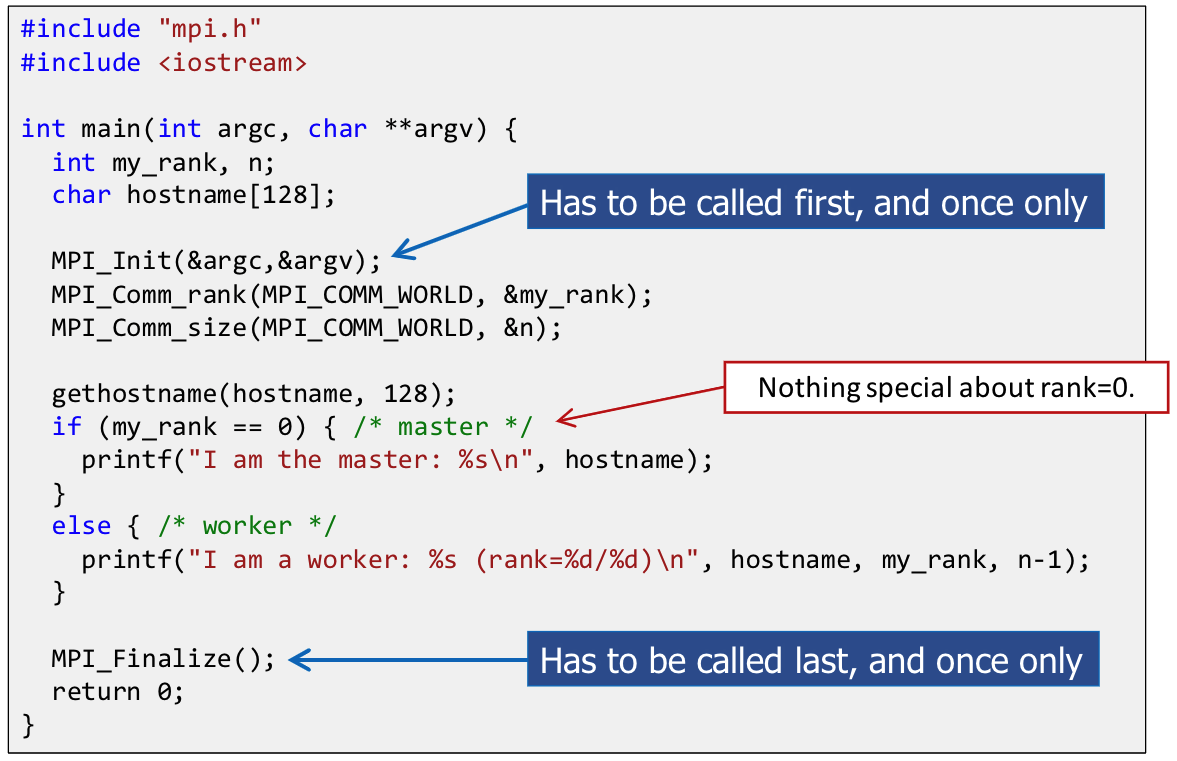 #include "mpi.h"
#include <iostream>
int main(int argc, char **argv) {
int my_rank, n;
char hostname[128];
Has to be called first, and once only
MPI_Init(&argc,&argv);
MPI_Comm_rank(MPI_COMM_WORLD, &my_rank);
MPI_Comm_size(MPI_COMM_WORLD, &n);
gethostname(hostname, 128);
Nothing special about rank=0.
if (my_rank == 0) { /* master */
printf("I am the master: %s\n", hostname);
}
else { /* worker */
printf("I am a worker: %s (rank=%d/%d)\n", hostname, my_rank, n-1);
}
MPI_Finalize();
Has to be called last, and once only
return 0;
}